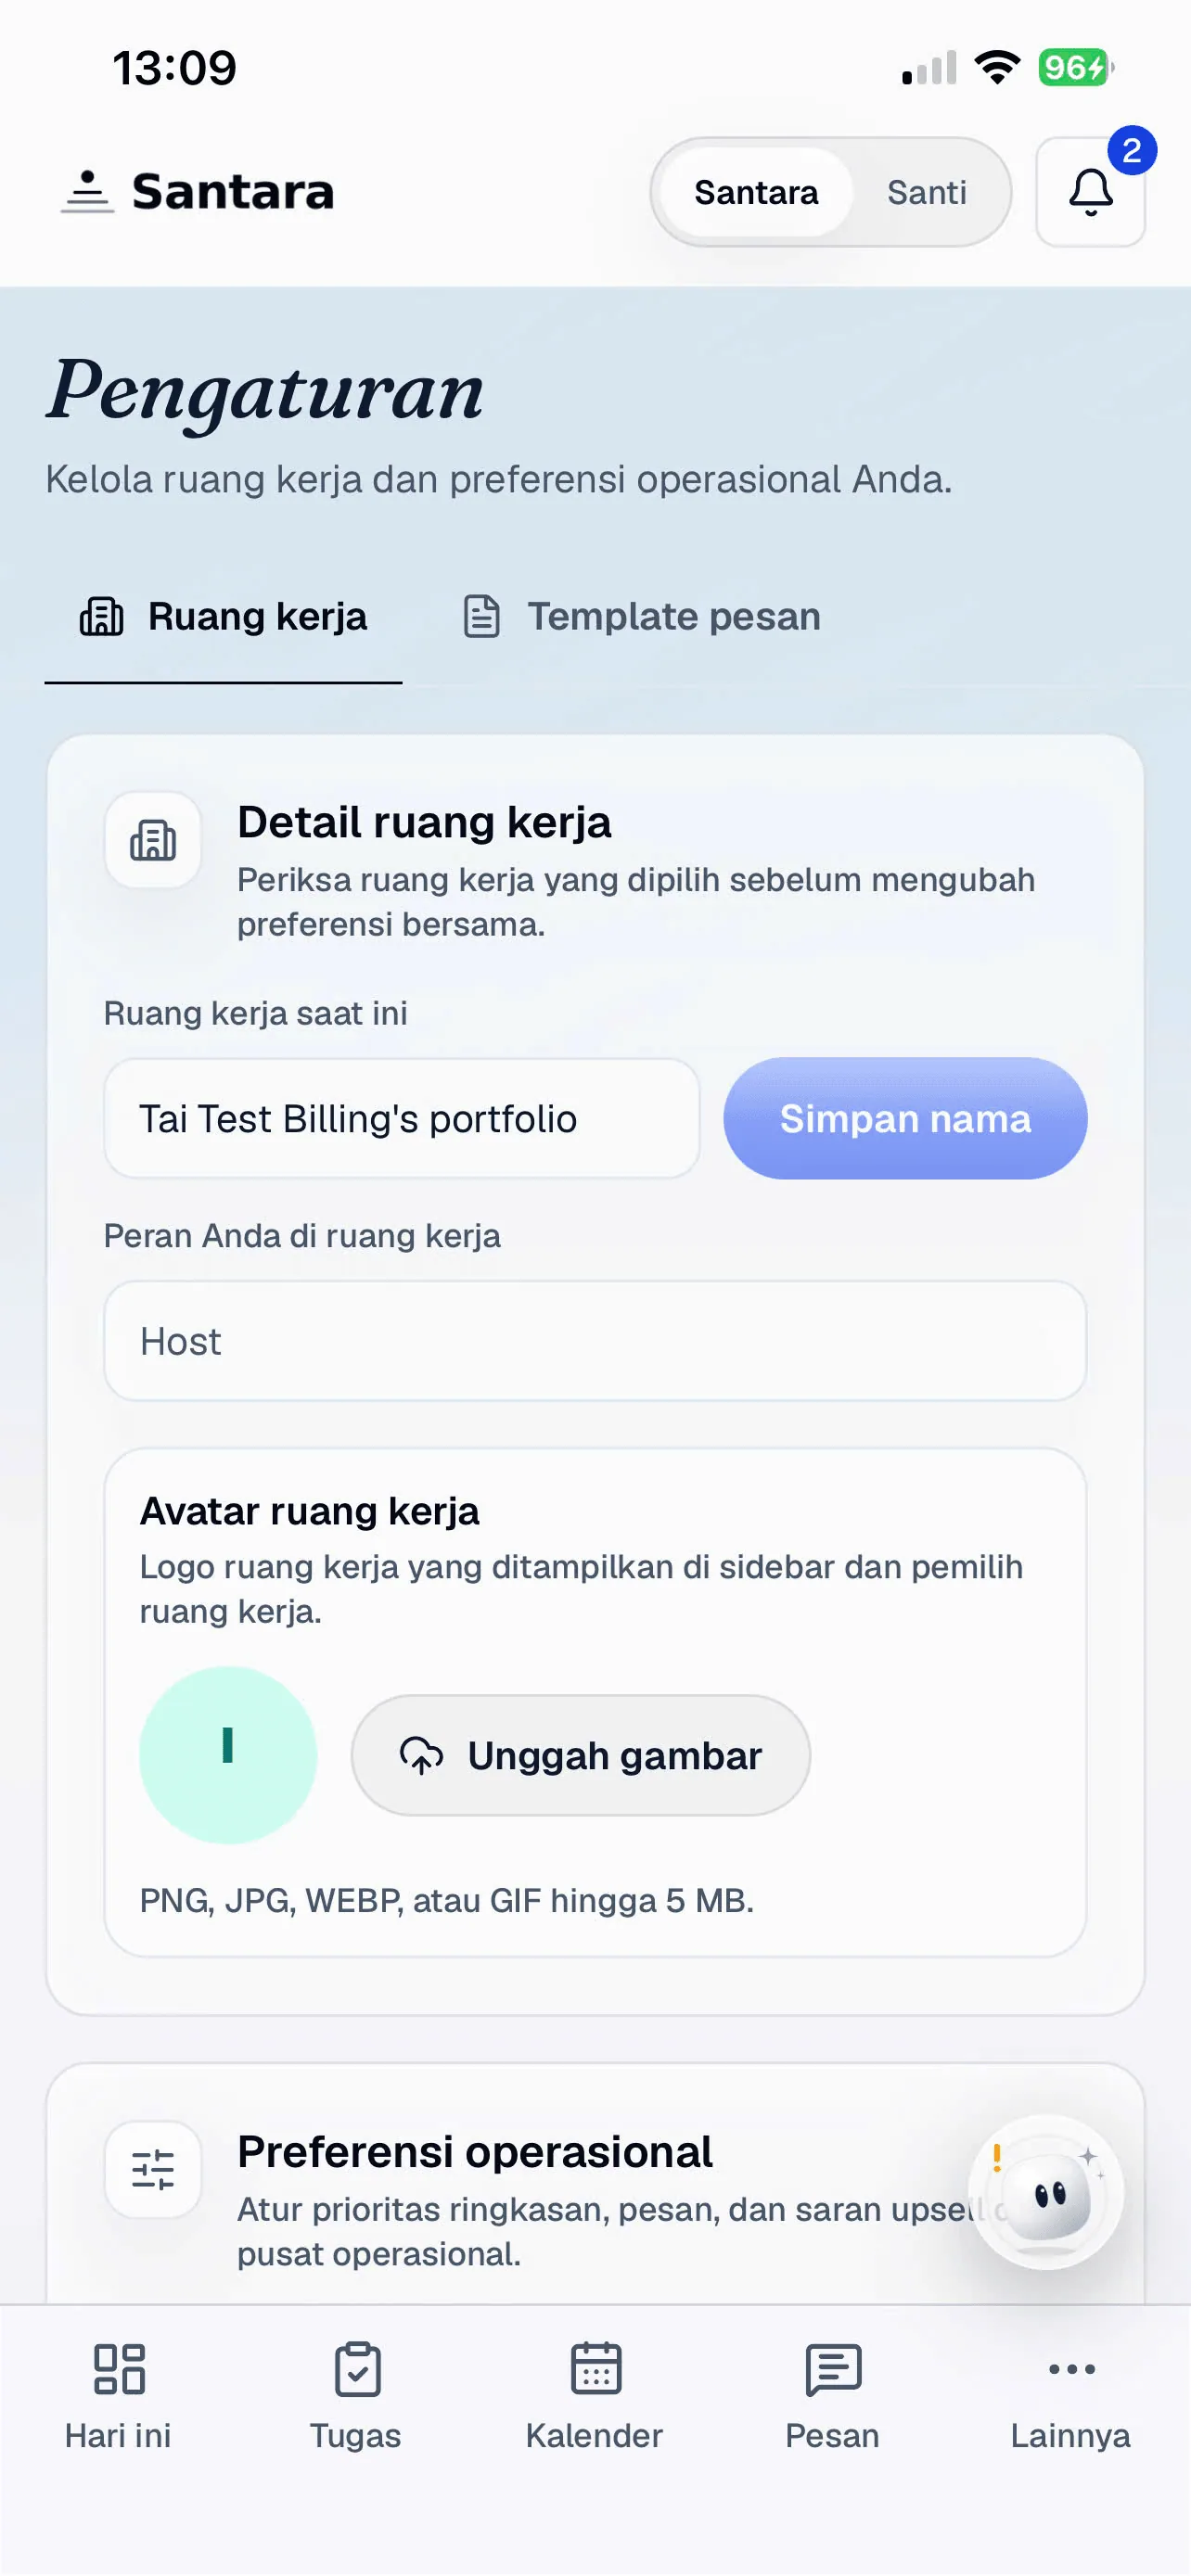 13:09
96
Santara
Santara
Santi
2
Pengaturan
Kelola ruang kerja dan preferensi operasional Anda.
Ruang kerja
Template pesan
Detail ruang kerja
Periksa ruang kerja yang dipilih sebelum mengubah
preferensi bersama.
Ruang kerja saat ini
Tai Test Billing's portfolio
Simpan nama
Peran Anda di ruang kerja
Host
Avatar ruang kerja
Logo ruang kerja yang ditampilkan di sidebar dan pemilih
ruang kerja.
I
Unggah gambar
PNG, JPG, WEBP, atau GIF hingga 5 MB.
Preferensi operasional
Atur prioritas ringkasan, pesan, dan saran upsell
pusat operasional.
!
Hari ini
Tugas
Kalender
Pesan
Lainnya